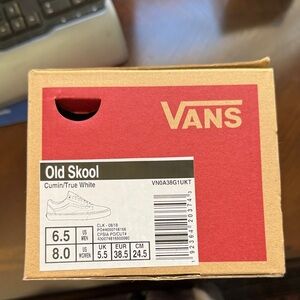 VANS
Old Skool
Cumin/True White
VN0A38G1UKT
6.5 US MEN
8.0 US WOMEN
UK 5.5
EUR 38.5
CM 24.5